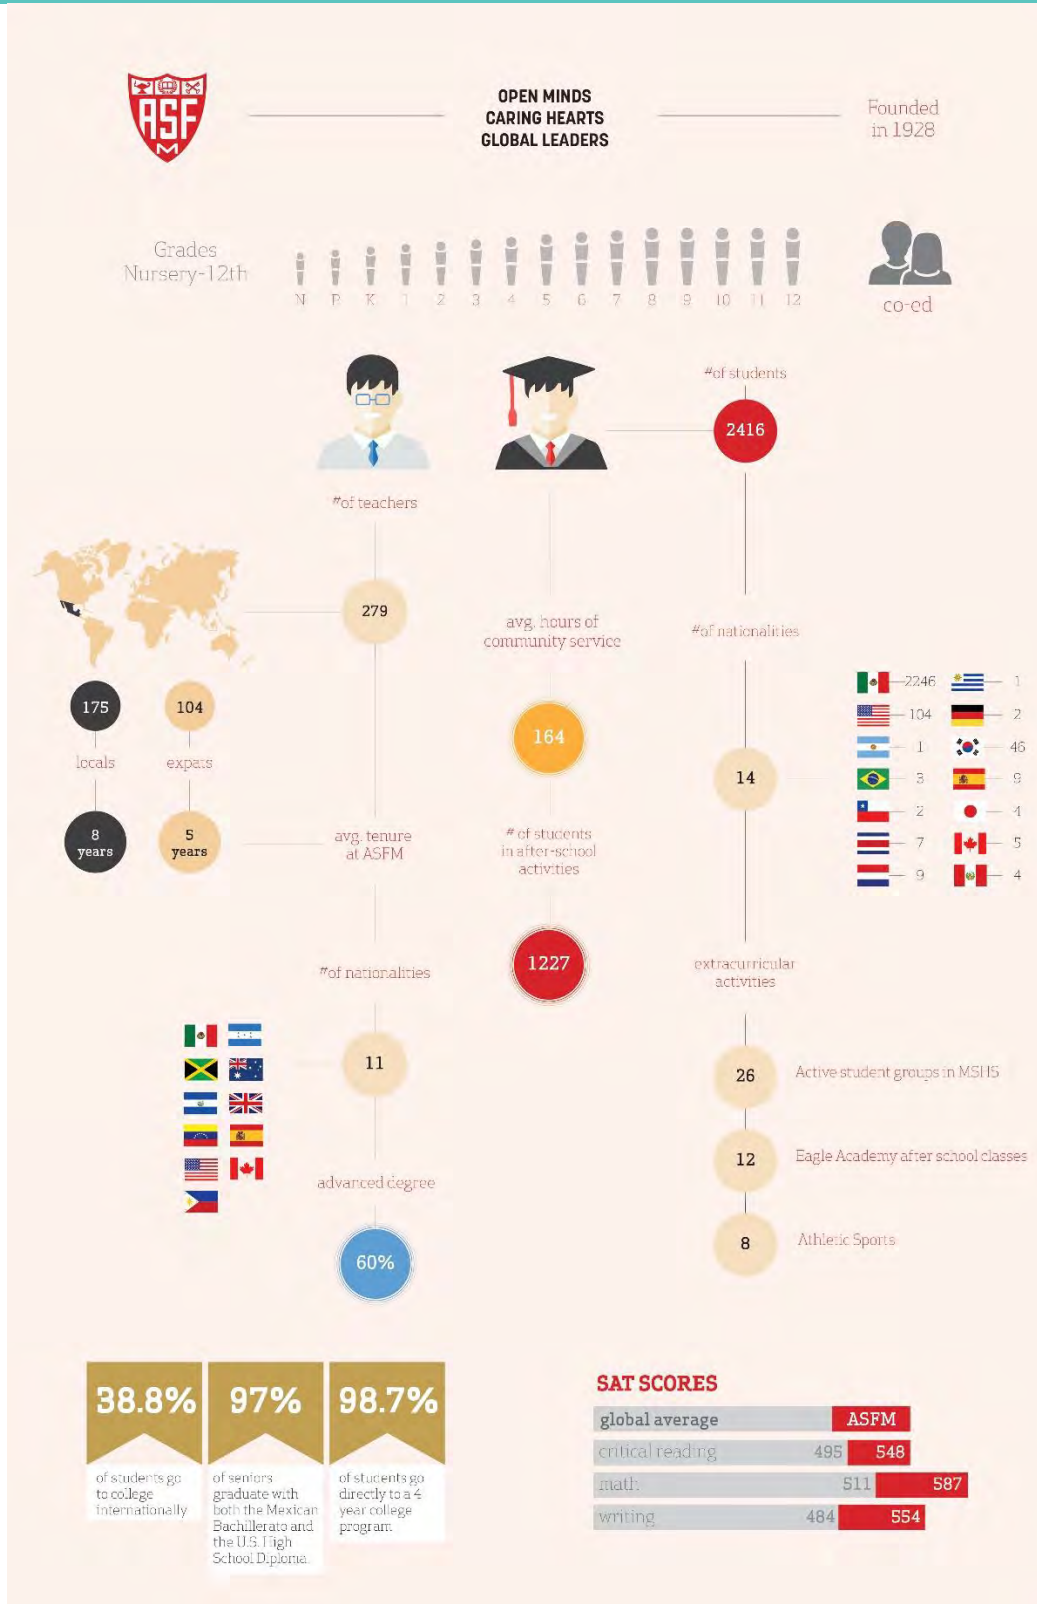 ASF
M
OPEN MINDS
CARING HEARTS
GLOBAL LEADERS
Founded
in 1928
Grades
Nursery-12th
N P K 1 2 3 4 5 6 7 8 9 10 11 12
co-ed
#of students
2416
#of teachers
279
175
locals
8
years
104
expats
5
years
avg. tenure
at ASFM
#of nationalities
11
advanced degree
60%
avg. hours of
community service
164
# of students
in after-school
activities
1227
#of nationalities
14
2246 1
104 2
1 46
3 9
2 4
7 5
9 4
extracurricular
activities
26 Active student groups in MSHS
12 Eagle Academy after school classes
8 Athletic Sports
38.8%
of students go
to college
internationally
97%
of seniors
graduate with
both the Mexican
Bachillerato and
the U.S. High
School Diploma.
98.7%
of students go
directly to a 4
year college
program
SAT SCORES
global average ASFM
critical reading 495 548
math 511 587
writing 484 554